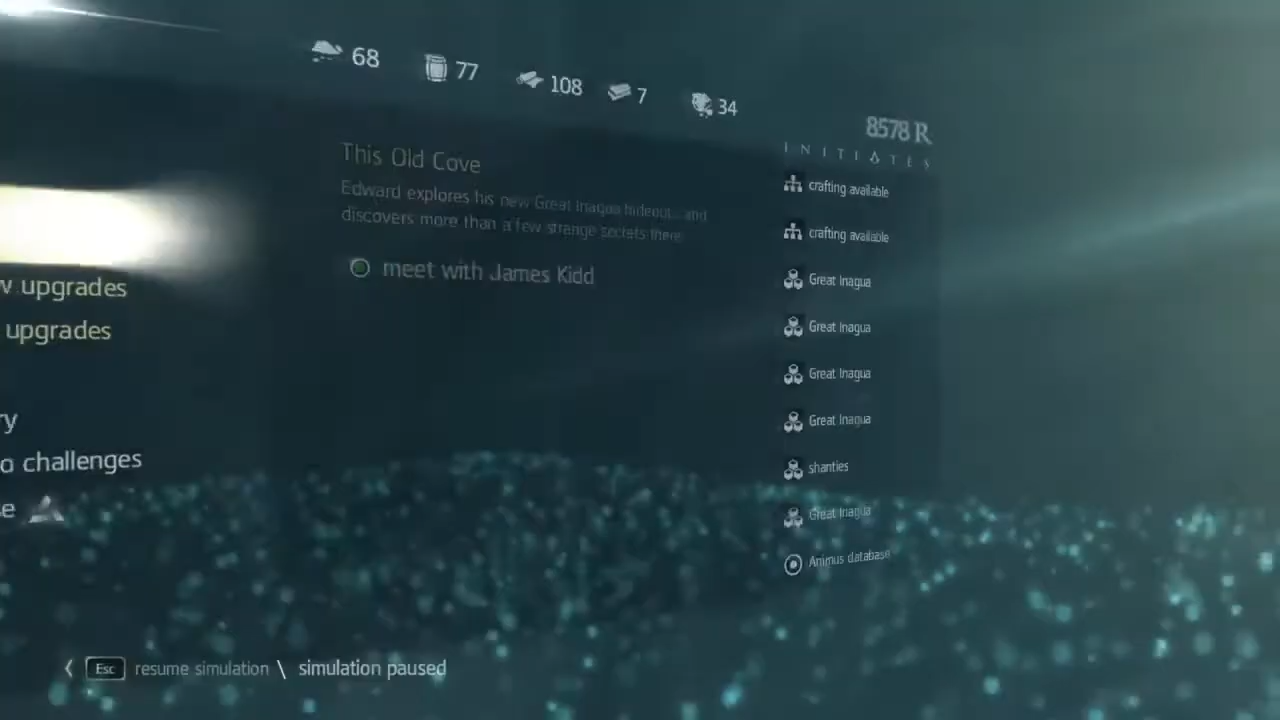 68 77 108 7 34
8578 R
INITIATES
This Old Cove
Edward explores his new Great Inagua hideout... and
discovers more than a few strange secrets there.
meet with James Kidd
w upgrades
upgrades
ry
o challenges
e
crafting available
crafting available
Great Inagua
Great Inagua
Great Inagua
Great Inagua
shanties
Great Inagua
Animus database
Esc resume simulation \ simulation paused